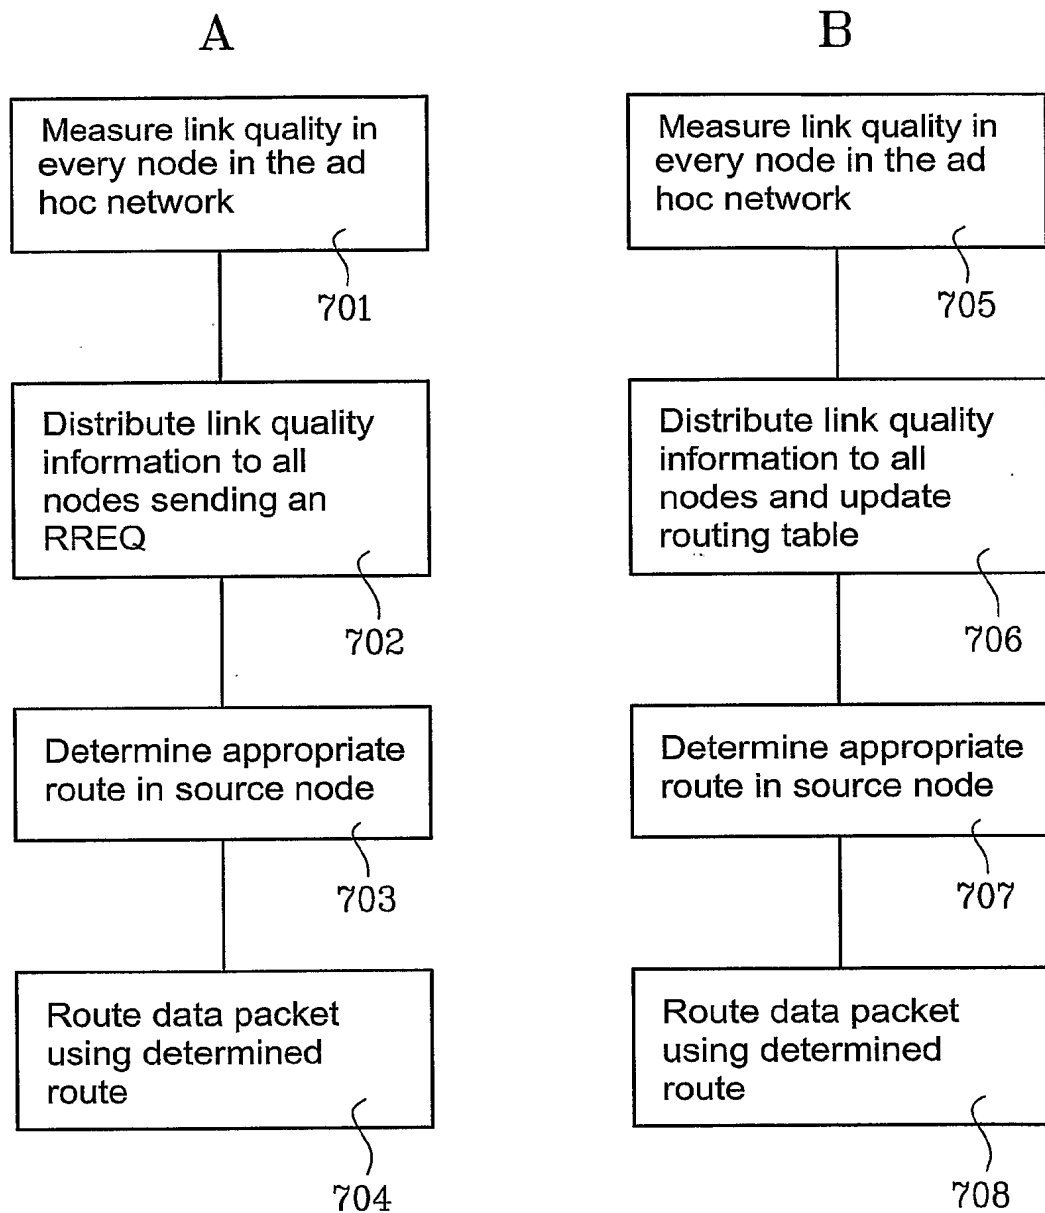 A
Measure link quality in
every node in the ad
hoc network
701
Distribute link quality
information to all
nodes sending an
RREQ
702
Determine appropriate
route in source node
703
Route data packet
using determined
route
704
B
Measure link quality in
every node in the ad
hoc network
705
Distribute link quality
information to all
nodes and update
routing table
706
Determine appropriate
route in source node
707
Route data packet
using determined
route
708